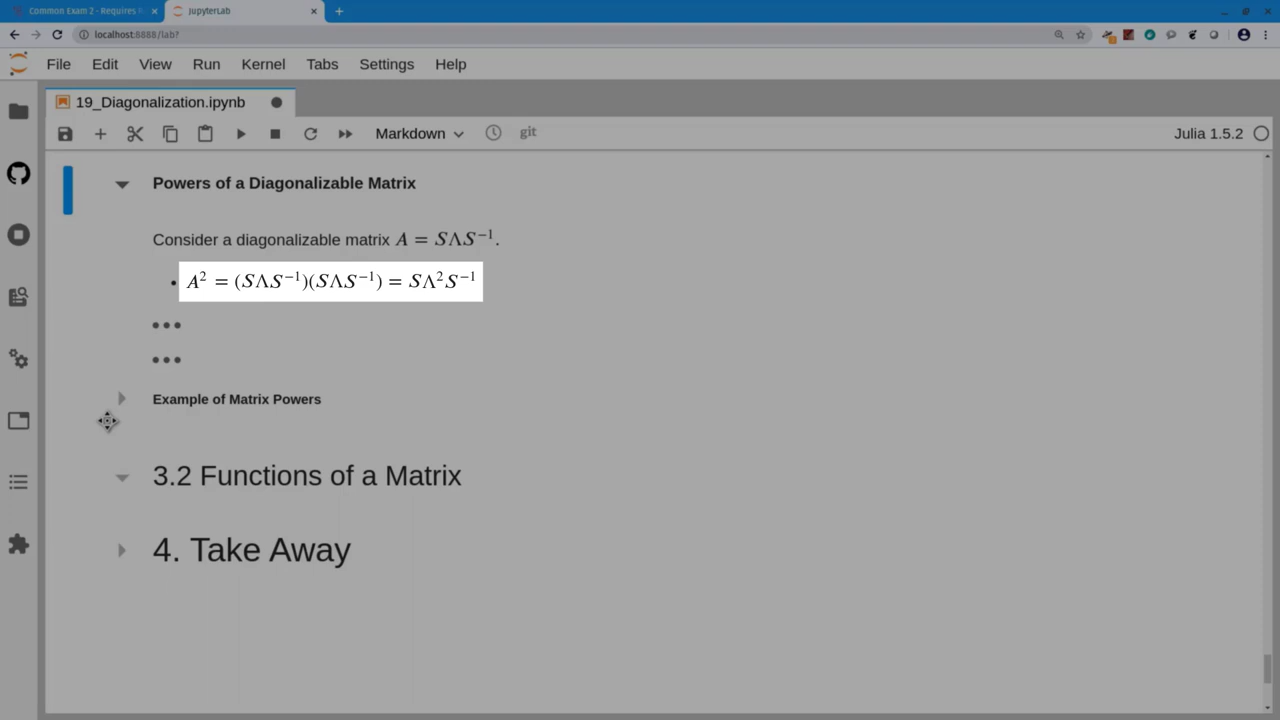 Common Exam 2 - Requires R
JupyterLab
localhost:8888/lab?
File Edit View Run Kernel Tabs Settings Help
19_Diagonalization.ipynb
Markdown
git
Julia 1.5.2
Powers of a Diagonalizable Matrix
Consider a diagonalizable matrix A = SΛS⁻¹.
• A² = (SΛS⁻¹)(SΛS⁻¹) = SΛ²S⁻¹
Example of Matrix Powers
3.2 Functions of a Matrix
4. Take Away